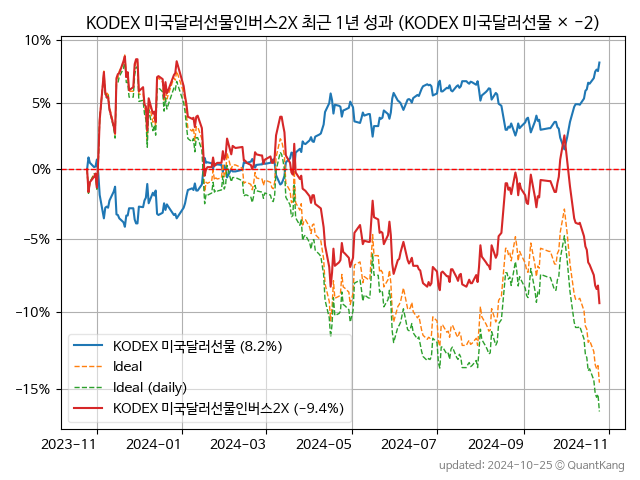 KODEX 미국달러선물인버스2X 최근 1년 성과 (KODEX 미국달러선물 × −2)
10%
5%
0%
−5%
−10%
−15%
KODEX 미국달러선물 (8.2%)
Ideal
Ideal (daily)
KODEX 미국달러선물인버스2X (−9.4%)
2023−11 2024−01 2024−03 2024−05 2024−07 2024−09 2024−11
updated: 2024-10-25 © QuantKang